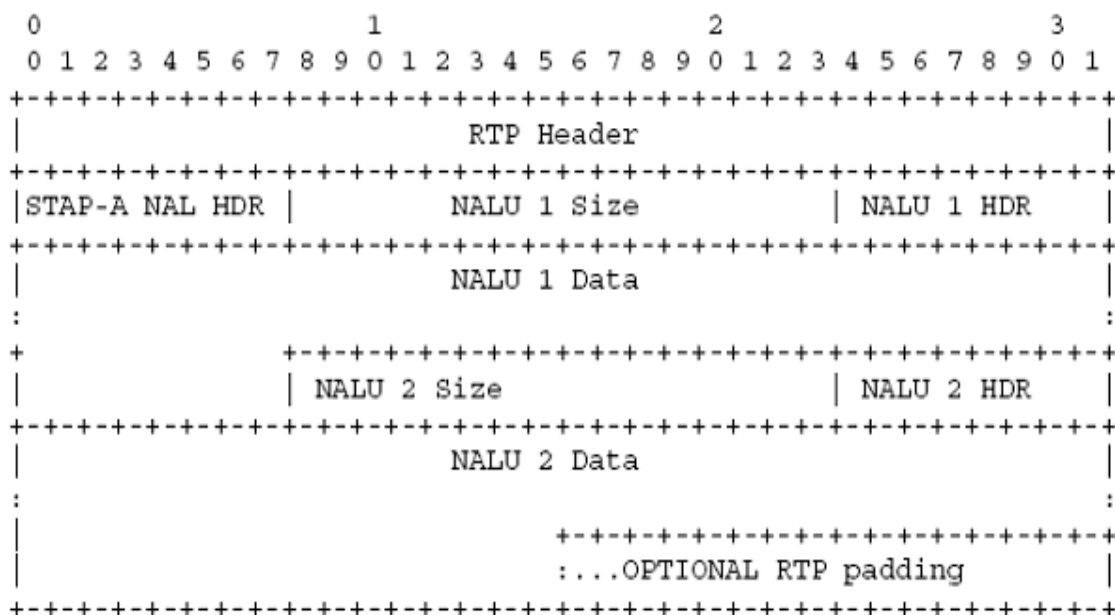 0                   1                   2                   3
 0 1 2 3 4 5 6 7 8 9 0 1 2 3 4 5 6 7 8 9 0 1 2 3 4 5 6 7 8 9 0 1
+-+-+-+-+-+-+-+-+-+-+-+-+-+-+-+-+-+-+-+-+-+-+-+-+-+-+-+-+-+-+-+-+
|                          RTP Header                           |
+-+-+-+-+-+-+-+-+-+-+-+-+-+-+-+-+-+-+-+-+-+-+-+-+-+-+-+-+-+-+-+-+
|STAP-A NAL HDR |         NALU 1 Size           | NALU 1 HDR    |
+-+-+-+-+-+-+-+-+-+-+-+-+-+-+-+-+-+-+-+-+-+-+-+-+-+-+-+-+-+-+-+-+
|                         NALU 1 Data                           |
:                                                               :
+               +-+-+-+-+-+-+-+-+-+-+-+-+-+-+-+-+-+-+-+-+-+-+-+-+
|               | NALU 2 Size                   | NALU 2 HDR    |
+-+-+-+-+-+-+-+-+-+-+-+-+-+-+-+-+-+-+-+-+-+-+-+-+-+-+-+-+-+-+-+-+
|                         NALU 2 Data                           |
:                                                               :
|                               +-+-+-+-+-+-+-+-+-+-+-+-+-+-+-+-+
|                               :...OPTIONAL RTP padding        |
+-+-+-+-+-+-+-+-+-+-+-+-+-+-+-+-+-+-+-+-+-+-+-+-+-+-+-+-+-+-+-+-+